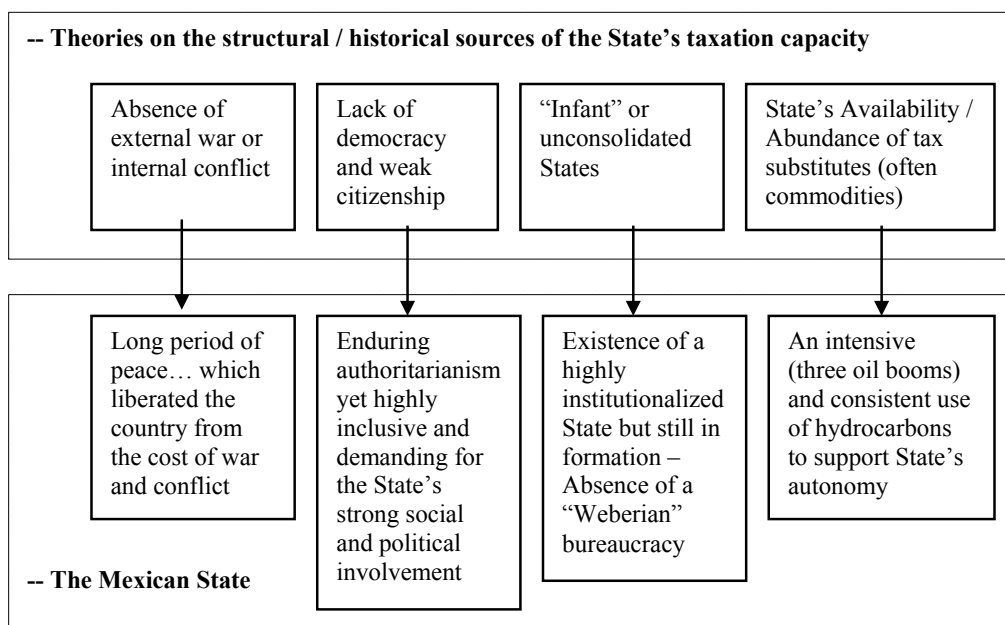 -- Theories on the structural / historical sources of the State’s taxation capacity
Absence of
external war or
internal conflict
Lack of
democracy
and weak
citizenship
“Infant” or
unconsolidated
States
State’s Availability /
Abundance of tax
substitutes (often
commodities)
Long period of
peace… which
liberated the
country from
the cost of war
and conflict
Enduring
authoritarianism
yet highly
inclusive and
demanding for
the State’s
strong social
and political
involvement
Existence of a
highly
institutionalized
State but still in
formation –
Absence of a
“Weberian”
bureaucracy
An intensive
(three oil booms)
and consistent use
of hydrocarbons
to support State’s
autonomy
-- The Mexican State